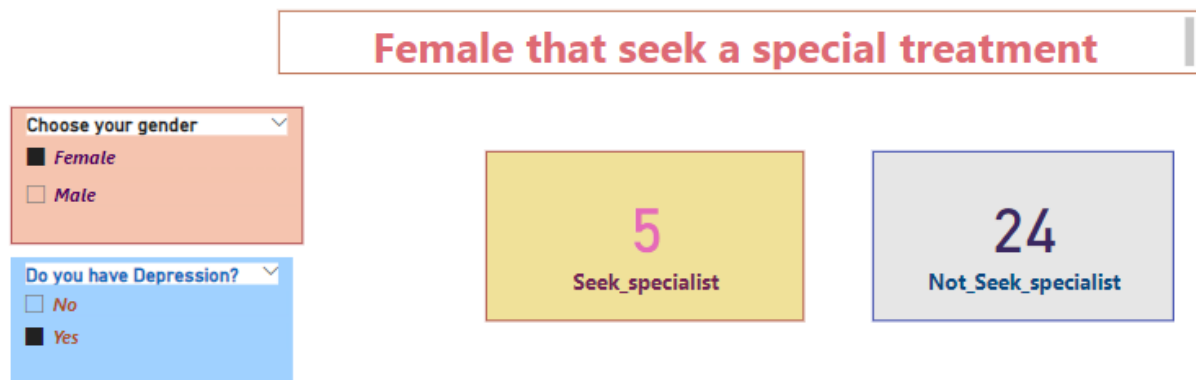 Female that seek a special treatment
Choose your gender
Female
Male
Do you have Depression?
No
Yes
5
Seek_specialist
24
Not_Seek_specialist